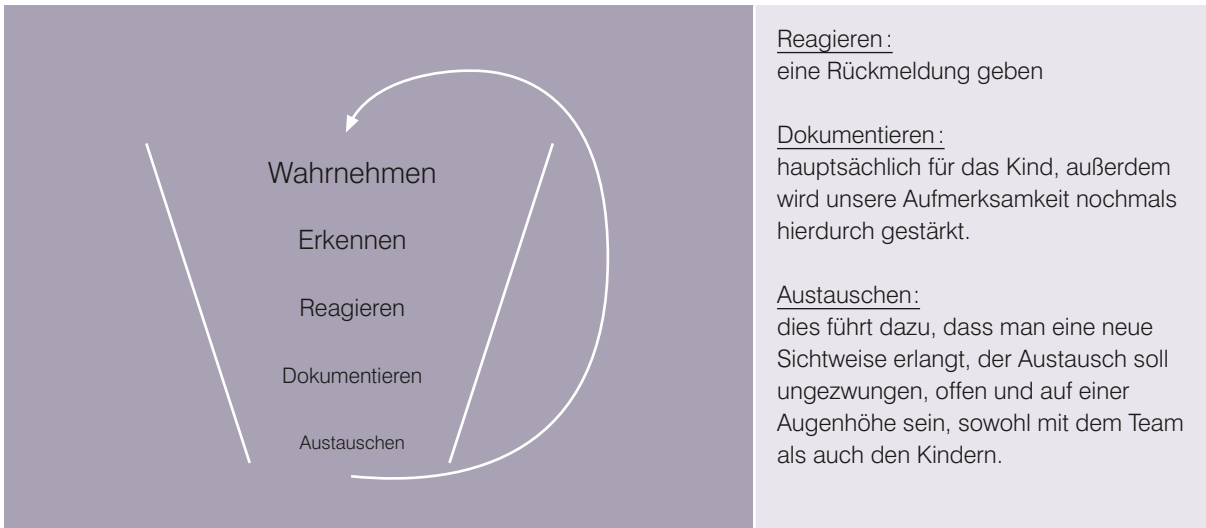 Wahrnehmen
Erkennen
Reagieren
Dokumentieren
Austauschen
Reagieren:
eine Rückmeldung geben
Dokumentieren:
hauptsächlich für das Kind, außerdem
wird unsere Aufmerksamkeit nochmals
hierdurch gestärkt.
Austauschen:
dies führt dazu, dass man eine neue
Sichtweise erlangt, der Austausch soll
ungezwungen, offen und auf einer
Augenhöhe sein, sowohl mit dem Team
als auch den Kindern.